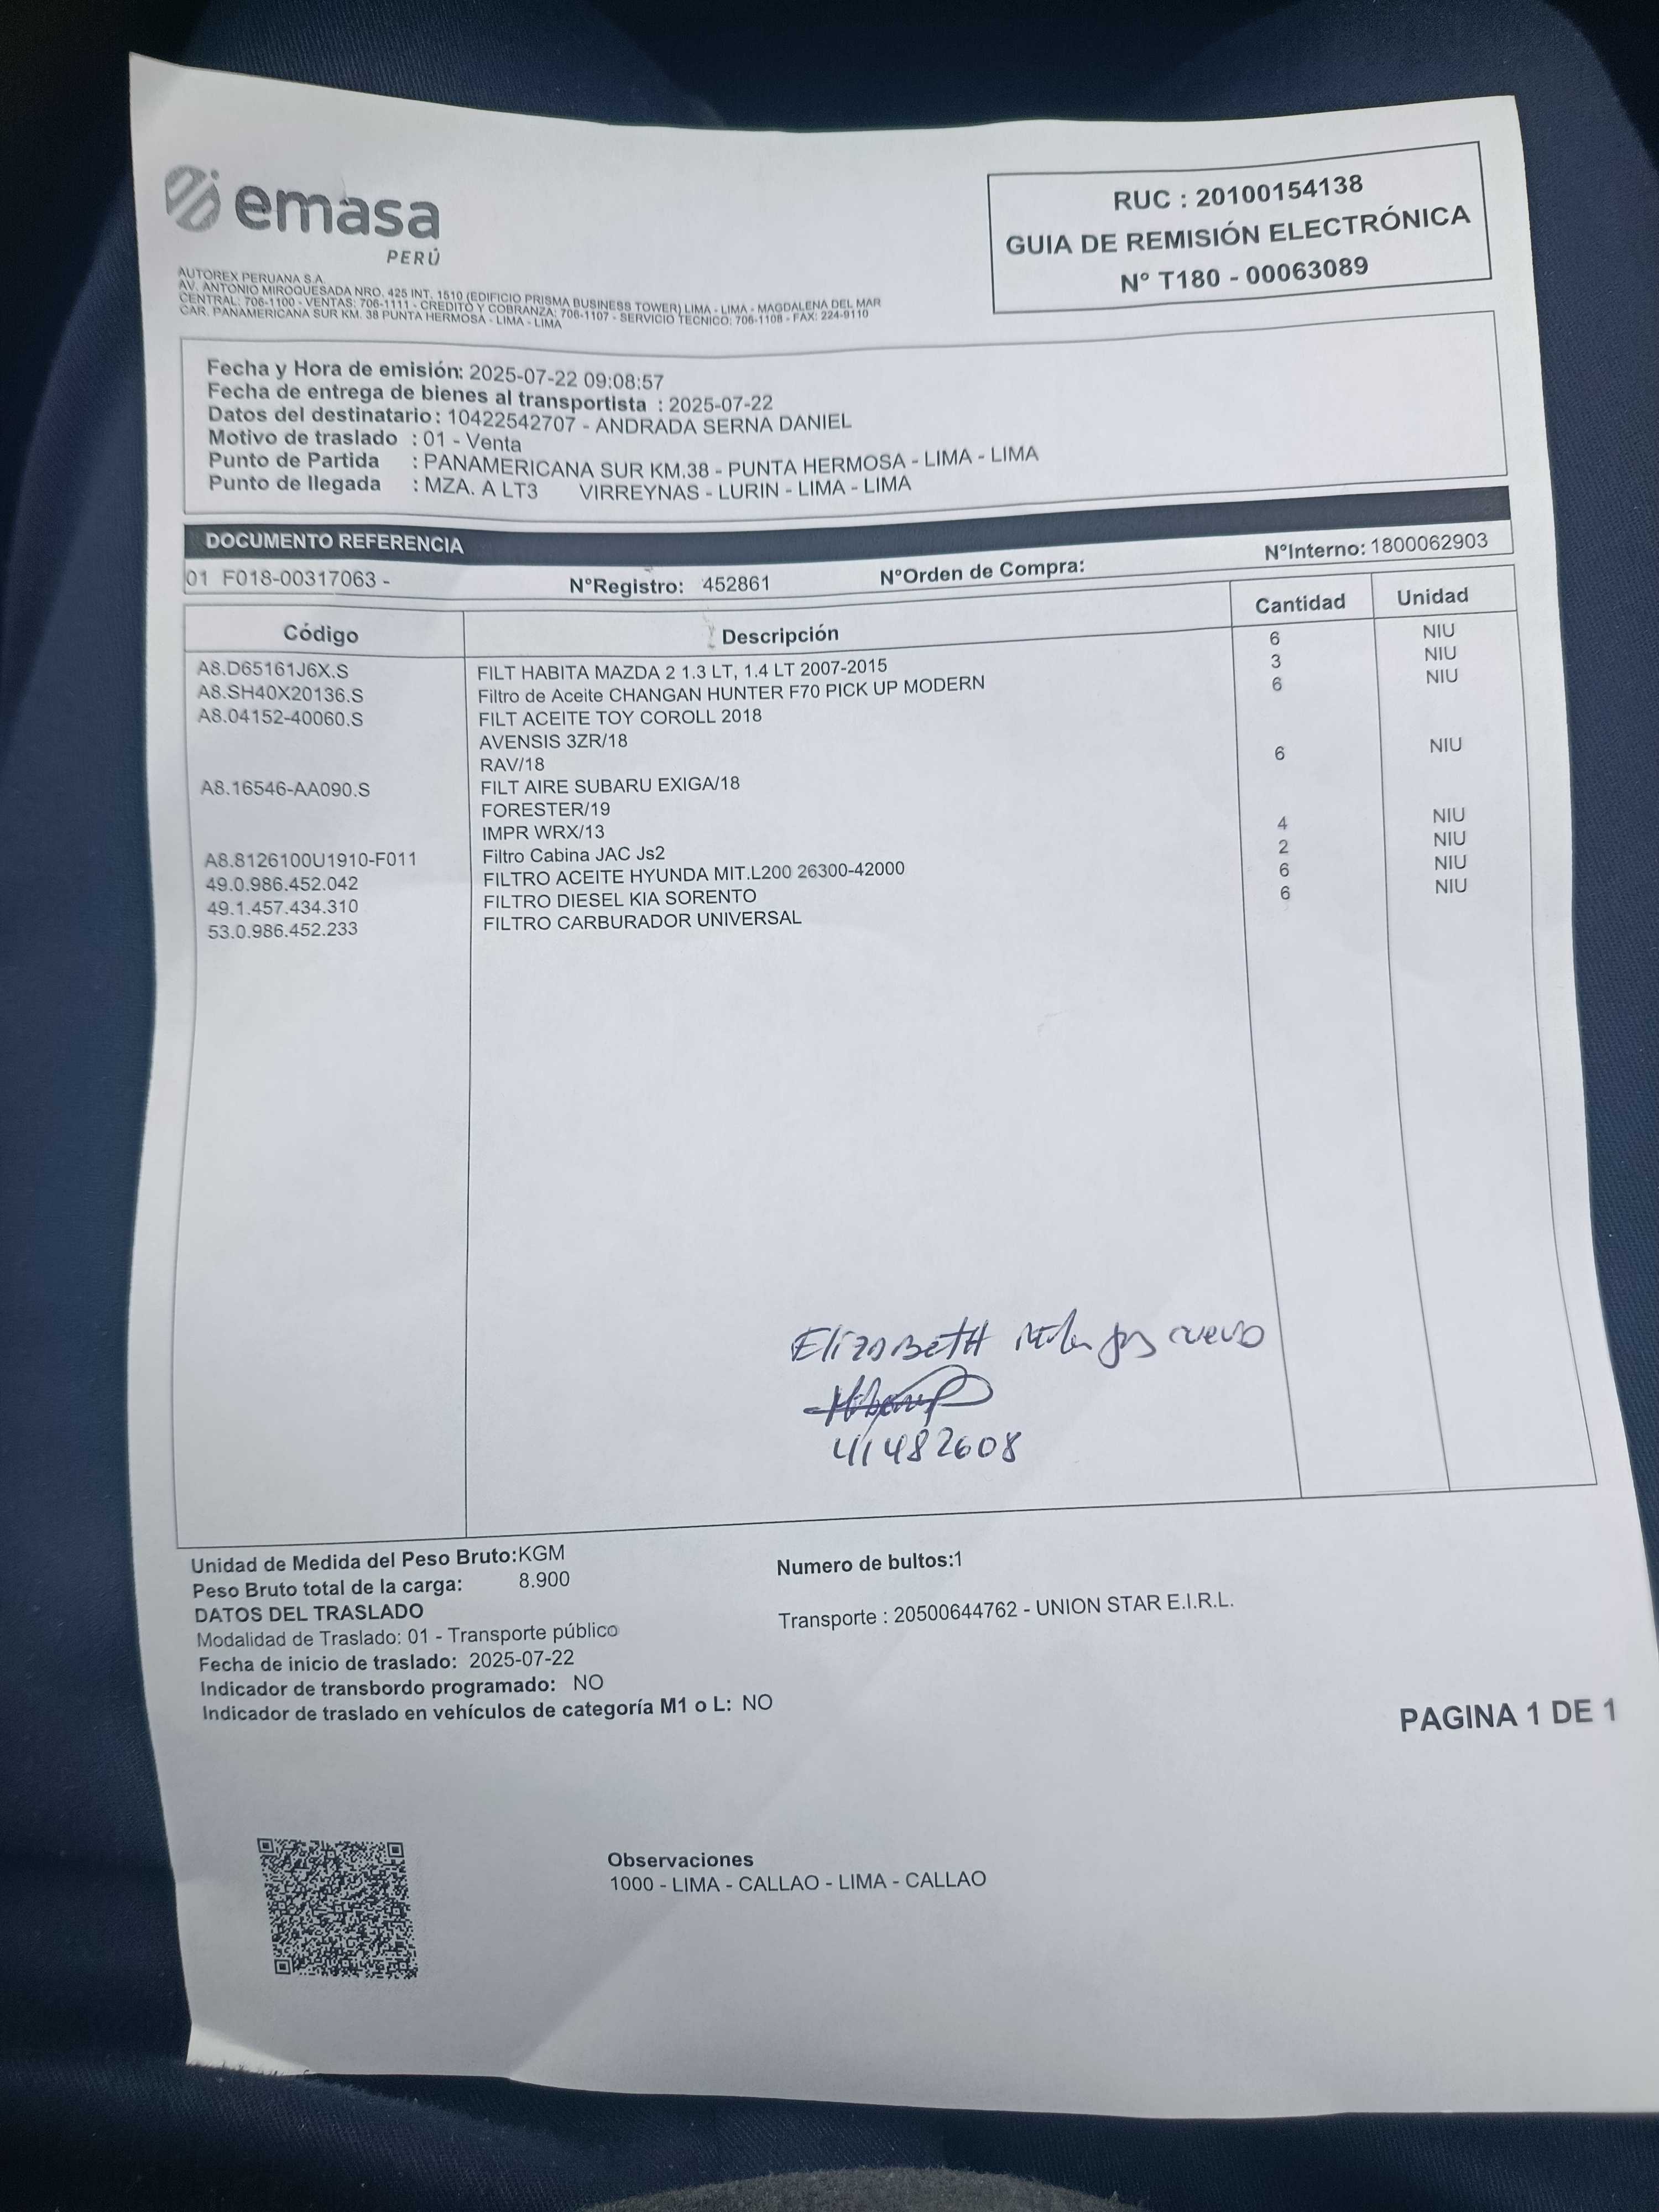 emasa
PERÚ
RUC : 20100154138
GUIA DE REMISIÓN ELECTRÓNICA
N° T180 - 00063089
AUTOREX PERUANA S.A.
AV. ANTONIO MIROQUESADA NRO. 425 INT. 1510 (EDIFICIO PRISMA BUSINESS TOWER) LIMA - LIMA - MAGDALENA DEL MAR
CENTRAL: 706-1100 - VENTAS: 706-1111 - CREDITO Y COBRANZA: 706-1107 - SERVICIO TECNICO: 706-1108 - FAX: 224-9110
CAR. PANAMERICANA SUR KM. 38 PUNTA HERMOSA - LIMA - LIMA
Fecha y Hora de emisión: 2025-07-22 09:08:57
Fecha de entrega de bienes al transportista : 2025-07-22
Datos del destinatario : 10422542707 - ANDRADA SERNA DANIEL
Motivo de traslado : 01 - Venta
Punto de Partida : PANAMERICANA SUR KM.38 - PUNTA HERMOSA - LIMA - LIMA
Punto de llegada : MZA. A LT3 VIRREYNAS - LURIN - LIMA - LIMA
DOCUMENTO REFERENCIA
01 F018-00317063 - N°Registro: 452861 N°Orden de Compra: N°Interno: 1800062903
Código Descripción Cantidad Unidad
A8.D65161J6X.S FILT HABITA MAZDA 2 1.3 LT, 1.4 LT 2007-2015 6 NIU
A8.SH40X20136.S Filtro de Aceite CHANGAN HUNTER F70 PICK UP MODERN 3 NIU
A8.04152-40060.S FILT ACEITE TOY COROLL 2018 6 NIU
AVENSIS 3ZR/18
RAV/18
A8.16546-AA090.S FILT AIRE SUBARU EXIGA/18 6 NIU
FORESTER/19
IMPR WRX/13
A8.8126100U1910-F011 Filtro Cabina JAC Js2 4 NIU
49.0.986.452.042 FILTRO ACEITE HYUNDA MIT.L200 26300-42000 2 NIU
49.1.457.434.310 FILTRO DIESEL KIA SORENTO 6 NIU
53.0.986.452.233 FILTRO CARBURADOR UNIVERSAL 6 NIU
ElizaBetH
41482608
Unidad de Medida del Peso Bruto:KGM Numero de bultos:1
Peso Bruto total de la carga: 8.900
DATOS DEL TRASLADO Transporte : 20500644762 - UNION STAR E.I.R.L.
Modalidad de Traslado: 01 - Transporte público
Fecha de inicio de traslado: 2025-07-22
Indicador de transbordo programado: NO
Indicador de traslado en vehículos de categoría M1 o L: NO
PAGINA 1 DE 1
Observaciones
1000 - LIMA - CALLAO - LIMA - CALLAO